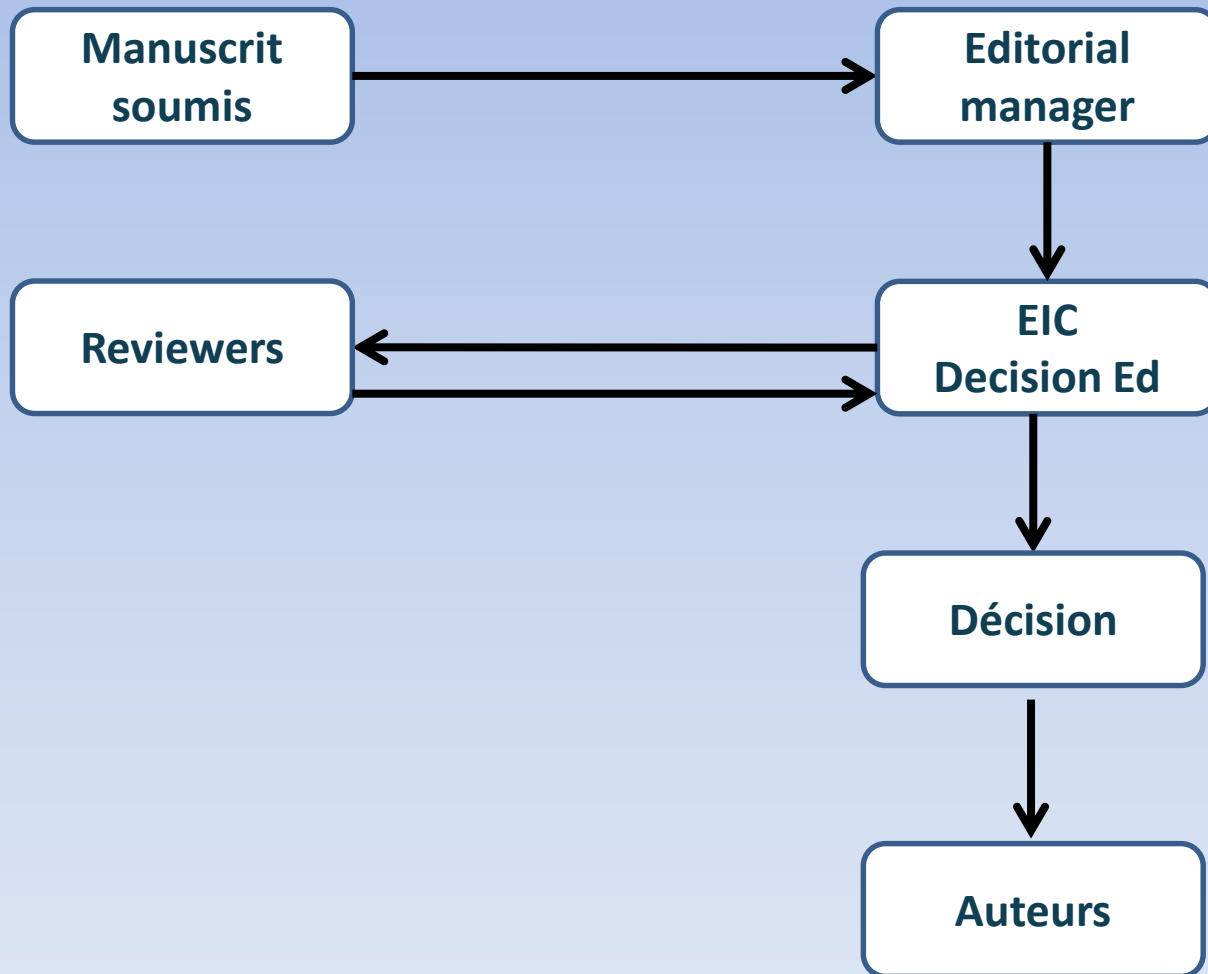 Manuscrit
soumis
Editorial
manager
Reviewers
EIC
Decision Ed
Décision
Auteurs